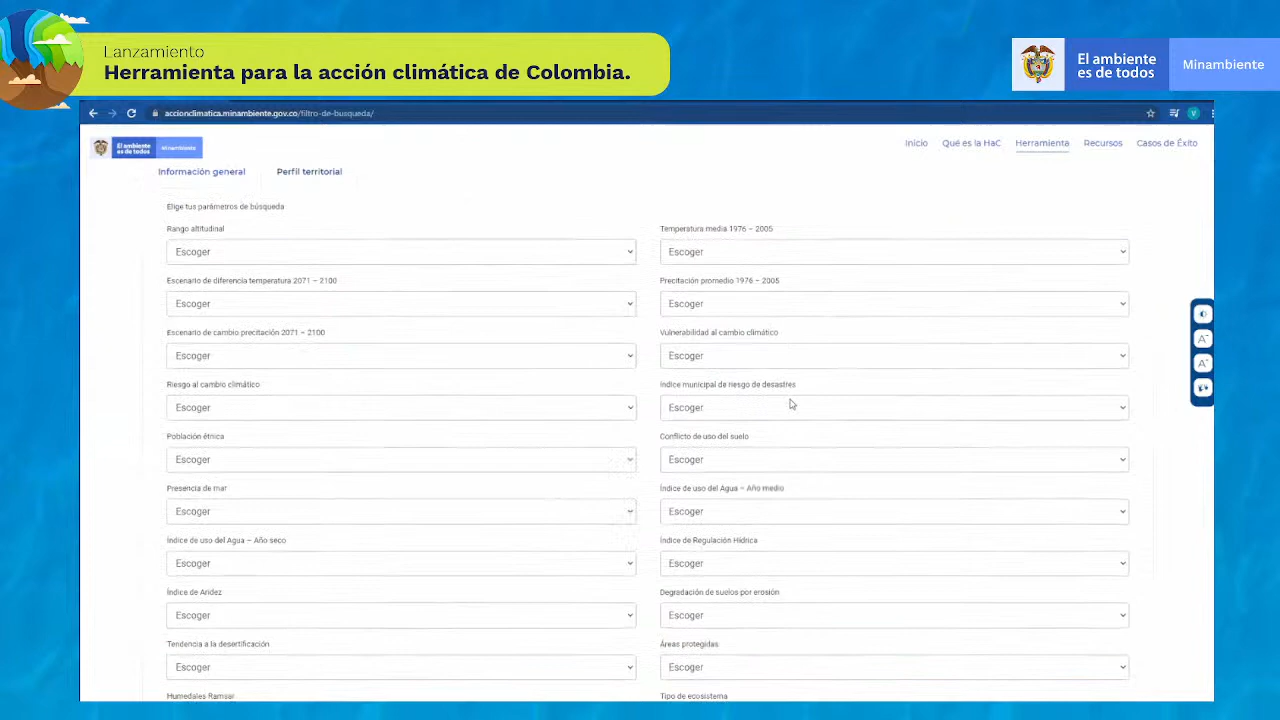 Lanzamiento
Herramienta para la acción climática de Colombia.
El ambiente
es de todos
Minambiente
accionclimatica.minambiente.gov.co/filtro-de-busqueda/
El ambiente
es de todos
Minambiente
Inicio Qué es la HaC Herramienta Recursos Casos de Éxito
Información general Perfil territorial
Elige tus parámetros de búsqueda
Rango altitudinal Temperatura media 1976 – 2005
Escoger Escoger
Escenario de diferencia temperatura 2071 – 2100 Precitación promedio 1976 – 2005
Escoger Escoger
Escenario de cambio precipitación 2071 – 2100 Vulnerabilidad al cambio climático
Escoger Escoger
Riesgo al cambio climático Índice municipal de riesgo de desastres
Escoger Escoger
Población étnica Conflicto de uso del suelo
Escoger Escoger
Presencia de mar Índice de uso del Agua – Año medio
Escoger Escoger
Índice de uso del Agua – Año seco Índice de Regulación Hídrica
Escoger Escoger
Índice de Aridez Degradación de suelos por erosión
Escoger Escoger
Tendencia a la desertificación Áreas protegidas
Escoger Escoger
Humedales Ramsar Tipo de ecosistema